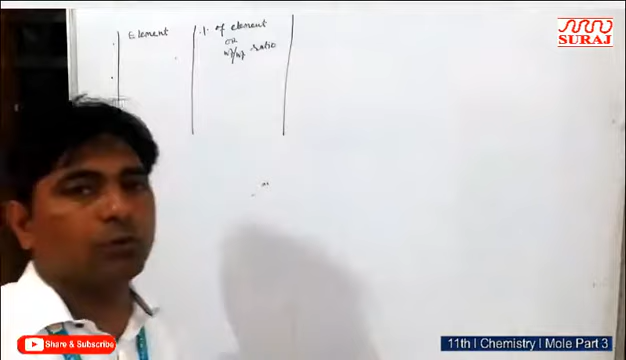 Element
.|. of element
or
wt/wt ratio
SURAJ
Share & Subscribe
11th | Chemistry | Mole Part 3